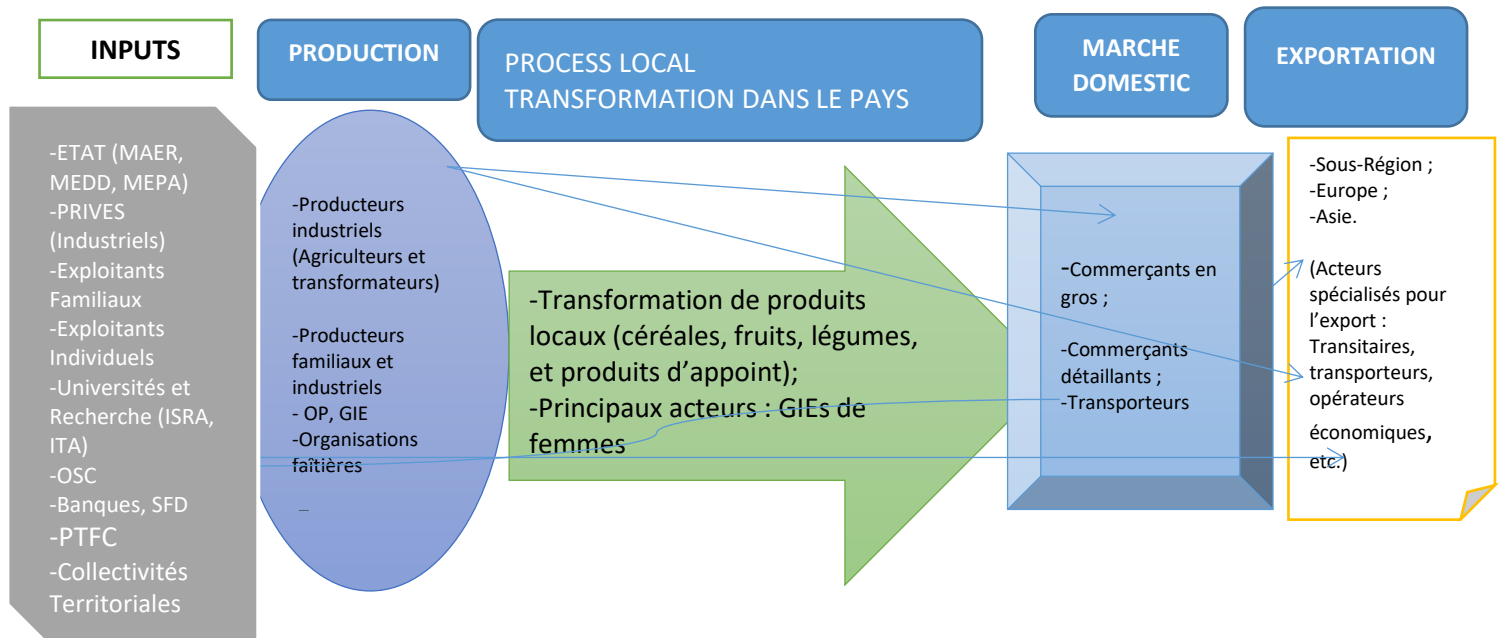 INPUTS
PRODUCTION
PROCESS LOCAL
TRANSFORMATION DANS LE PAYS
MARCHE
DOMESTIC
EXPORTATION
-ETAT (MAER,
MEDD, MEPA)
-PRIVES
(Industriels)
-Exploitants
Familiaux
-Exploitants
Individuels
-Universités et
Recherche (ISRA,
ITA)
-OSC
-Banques, SFD
-PTFC
-Collectivités
Territoriales
-Producteurs
industriels
(Agriculteurs et
transformateurs)
-Producteurs
familiaux et
industriels
- OP, GIE
-Organisations
faîtières
_
-Transformation de produits
locaux (céréales, fruits, légumes,
et produits d’appoint);
-Principaux acteurs : GIEs de
femmes
-Commerçants en
gros ;
-Commerçants
détaillants ;
-Transporteurs
-Sous-Région ;
-Europe ;
-Asie.
(Acteurs
spécialisés pour
l’export :
Transitaires,
transporteurs,
opérateurs
économiques,
etc.)